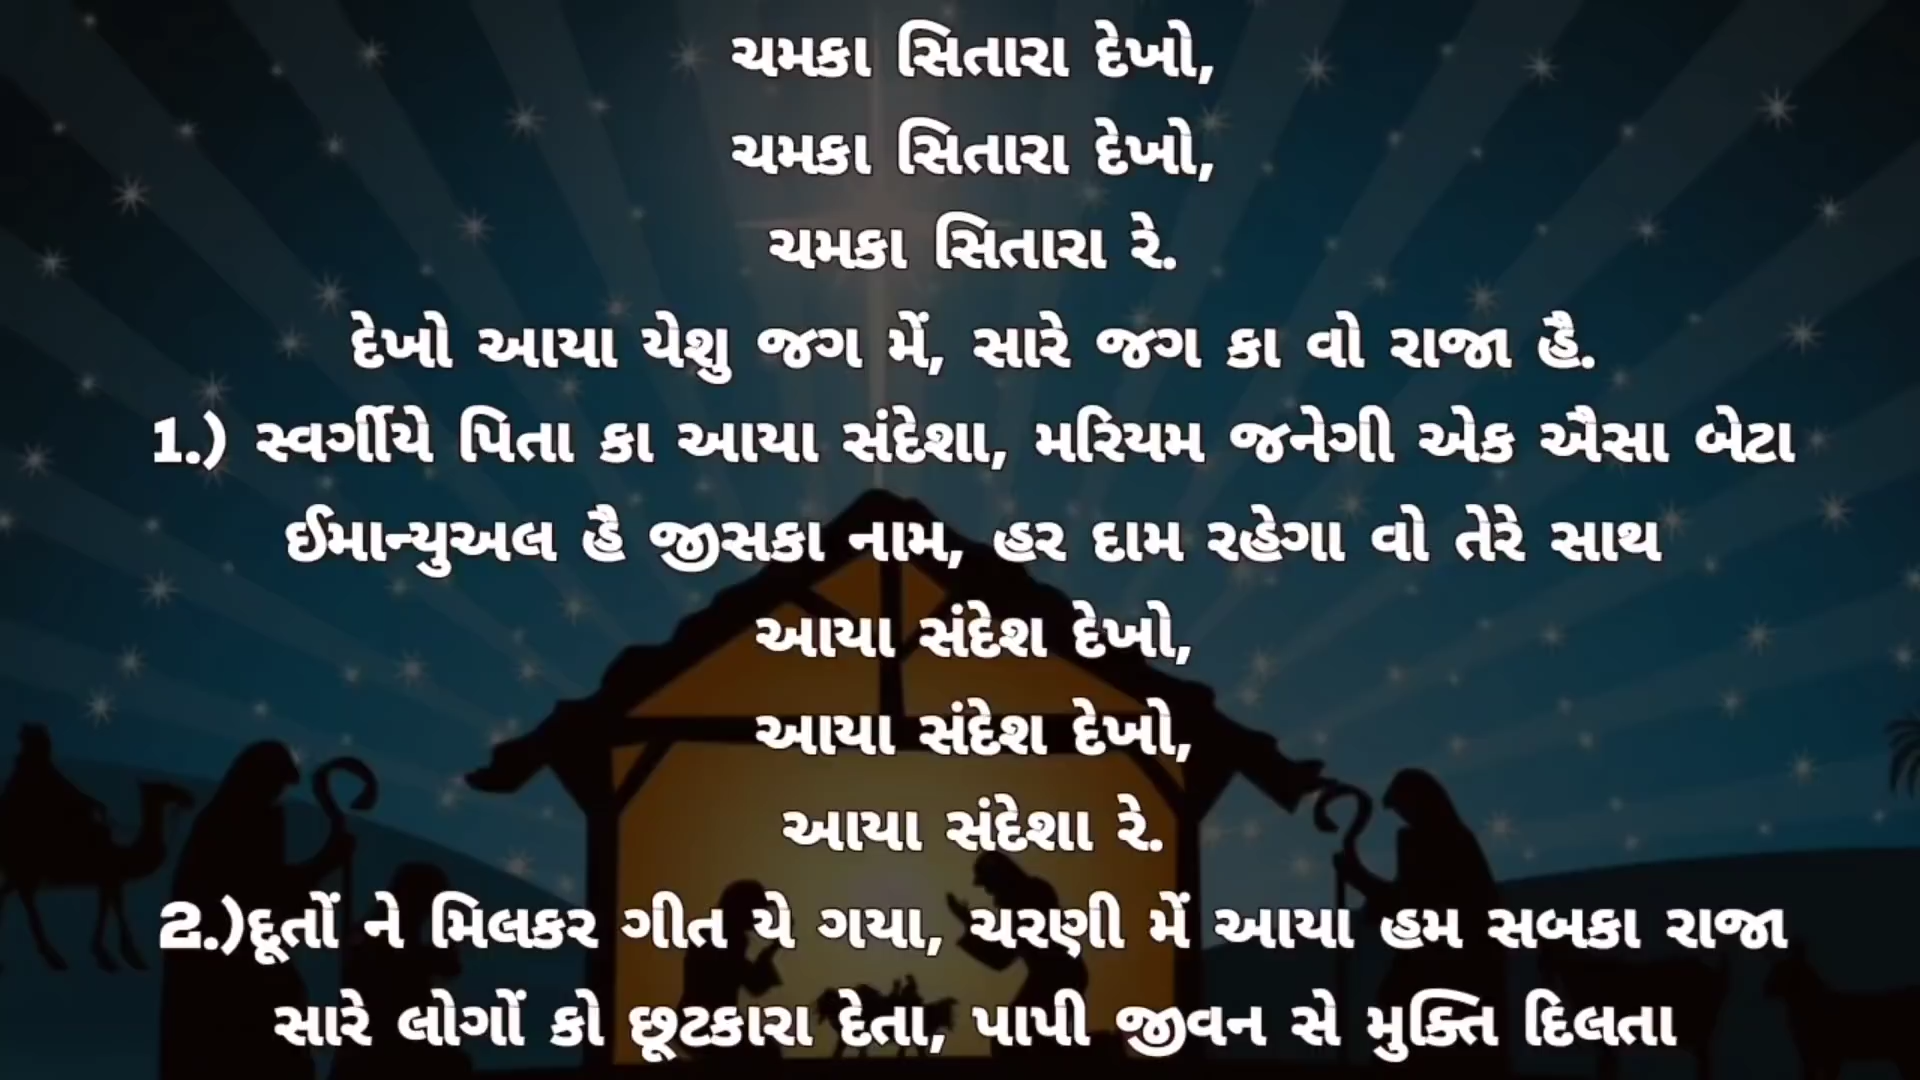 ચમકા સિતારા દેખો,
ચમકા સિતારા દેખો,
ચમકા સિતારા રે.
દેખો આયા યેશુ જગ મેં, સારે જગ કા વો રાજા હૈ.
1.) સ્વર્ગીયે પિતા કા આયા સંદેશા, મરિયમ જનેગી એક ઐસા બેટા
ઈમાન્યુઅલ હૈ જીસકા નામ, હર દામ રહેગા વો તેરે સાથ
આયા સંદેશ દેખો,
આયા સંદેશ દેખો,
આયા સંદેશા રે.
2.)દૂતોં ને મિલકર ગીત યે ગયા, ચરણી મેં આયા હમ સબકા રાજા
સારે લોગોં કો છૂટકારા દેતા, પાપી જીવન સે મુક્તિ દિલતા